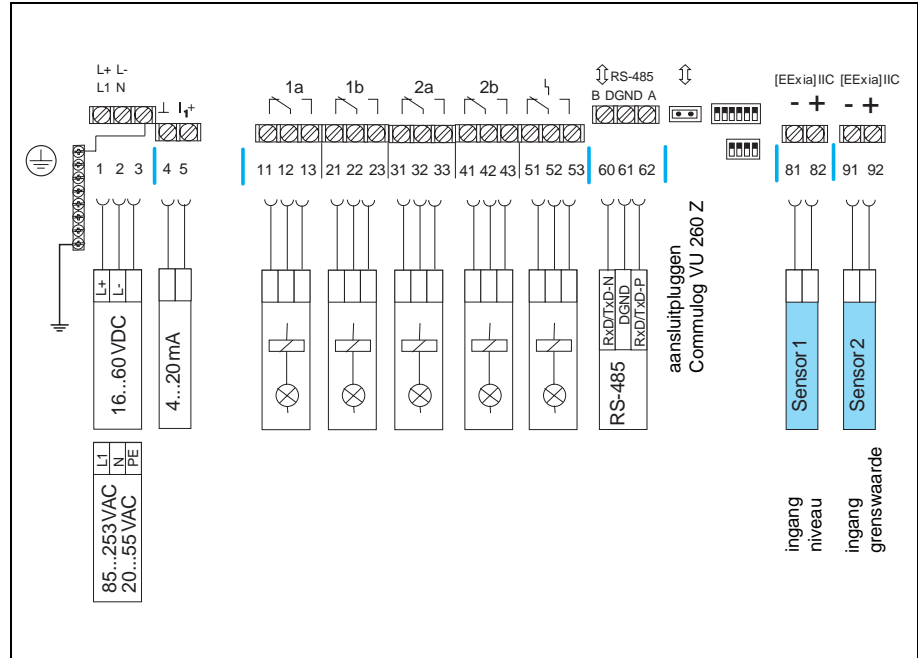 L+ L-
L1 N
⊥ I1+
1a
1b
2a
2b
RS-485
B DGND A
[EExia] IIC
[EExia] IIC
- +
- +
1 2 3
4 5
11 12 13
21 22 23
31 32 33
41 42 43
51 52 53
60 61 62
81 82
91 92
L+
L-
16...60 VDC
4...20 mA
RxD/TxD-N
DGND
RxD/TxD-P
RS-485
aansluitpluggen
Commulog VU 260 Z
Sensor 1
Sensor 2
L1
N
PE
85...253 VAC
20...55 VAC
ingang
niveau
ingang
grenswaarde